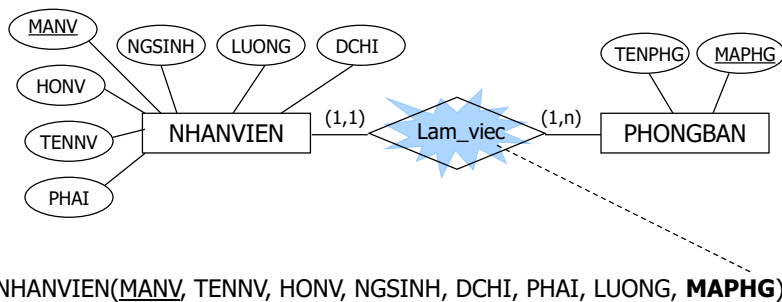 MANV
NGSINH
LUONG
DCHI
TENPHG
MAPHG
HONV
TENNV
PHAI
NHANVIEN
(1,1)
Lam_viec
(1,n)
PHONGBAN
NHANVIEN(MANV, TENNV, HONV, NGSINH, DCHI, PHAI, LUONG, MAPHG)